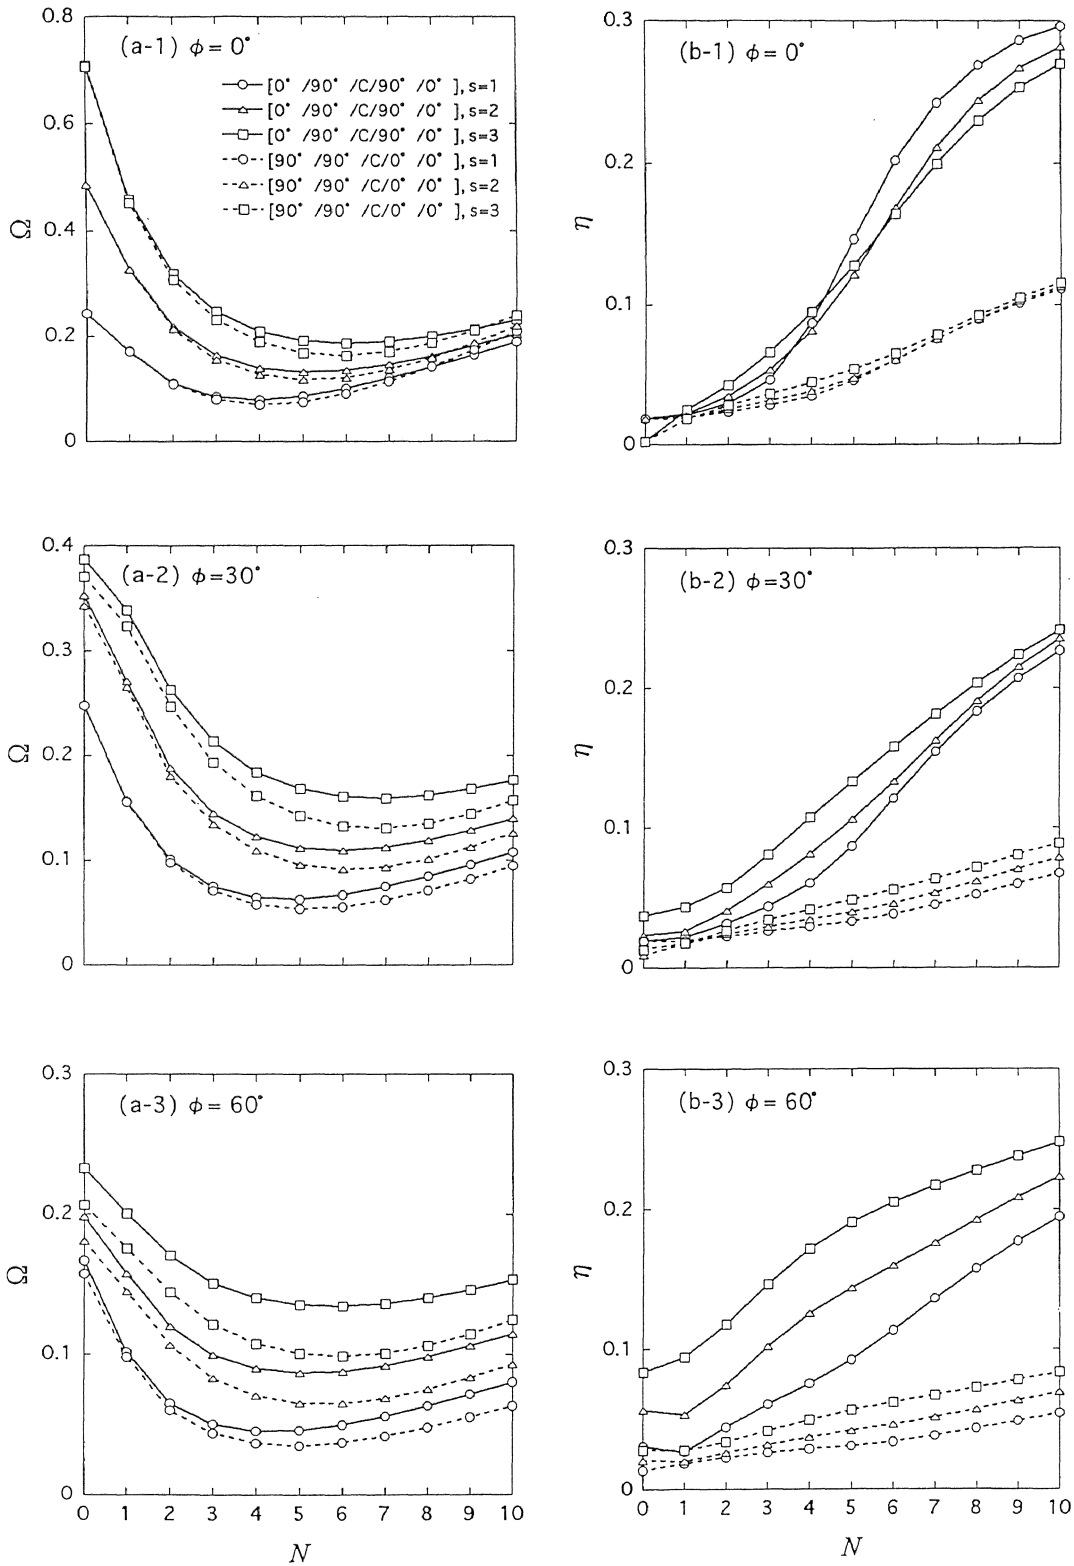 (a-1) ϕ= 0°
[0° /90° /C/90° /0° ], s=1
[0° /90° /C/90° /0° ], s=2
[0° /90° /C/90° /0° ], s=3
[90° /90° /C/0° /0° ], s=1
[90° /90° /C/0° /0° ], s=2
[90° /90° /C/0° /0° ], s=3
0.8
0.6
0.4
0.2
0
Ω
(b-1) ϕ= 0°
0.3
0.2
0.1
0
η
(a-2) ϕ=30°
0.4
0.3
0.2
0.1
0
Ω
(b-2) ϕ=30°
0.3
0.2
0.1
0
η
(a-3) ϕ= 60°
0.3
0.2
0.1
0
Ω
0 1 2 3 4 5 6 7 8 9 10
N
(b-3) ϕ= 60°
0.3
0.2
0.1
0
η
0 1 2 3 4 5 6 7 8 9 10
N